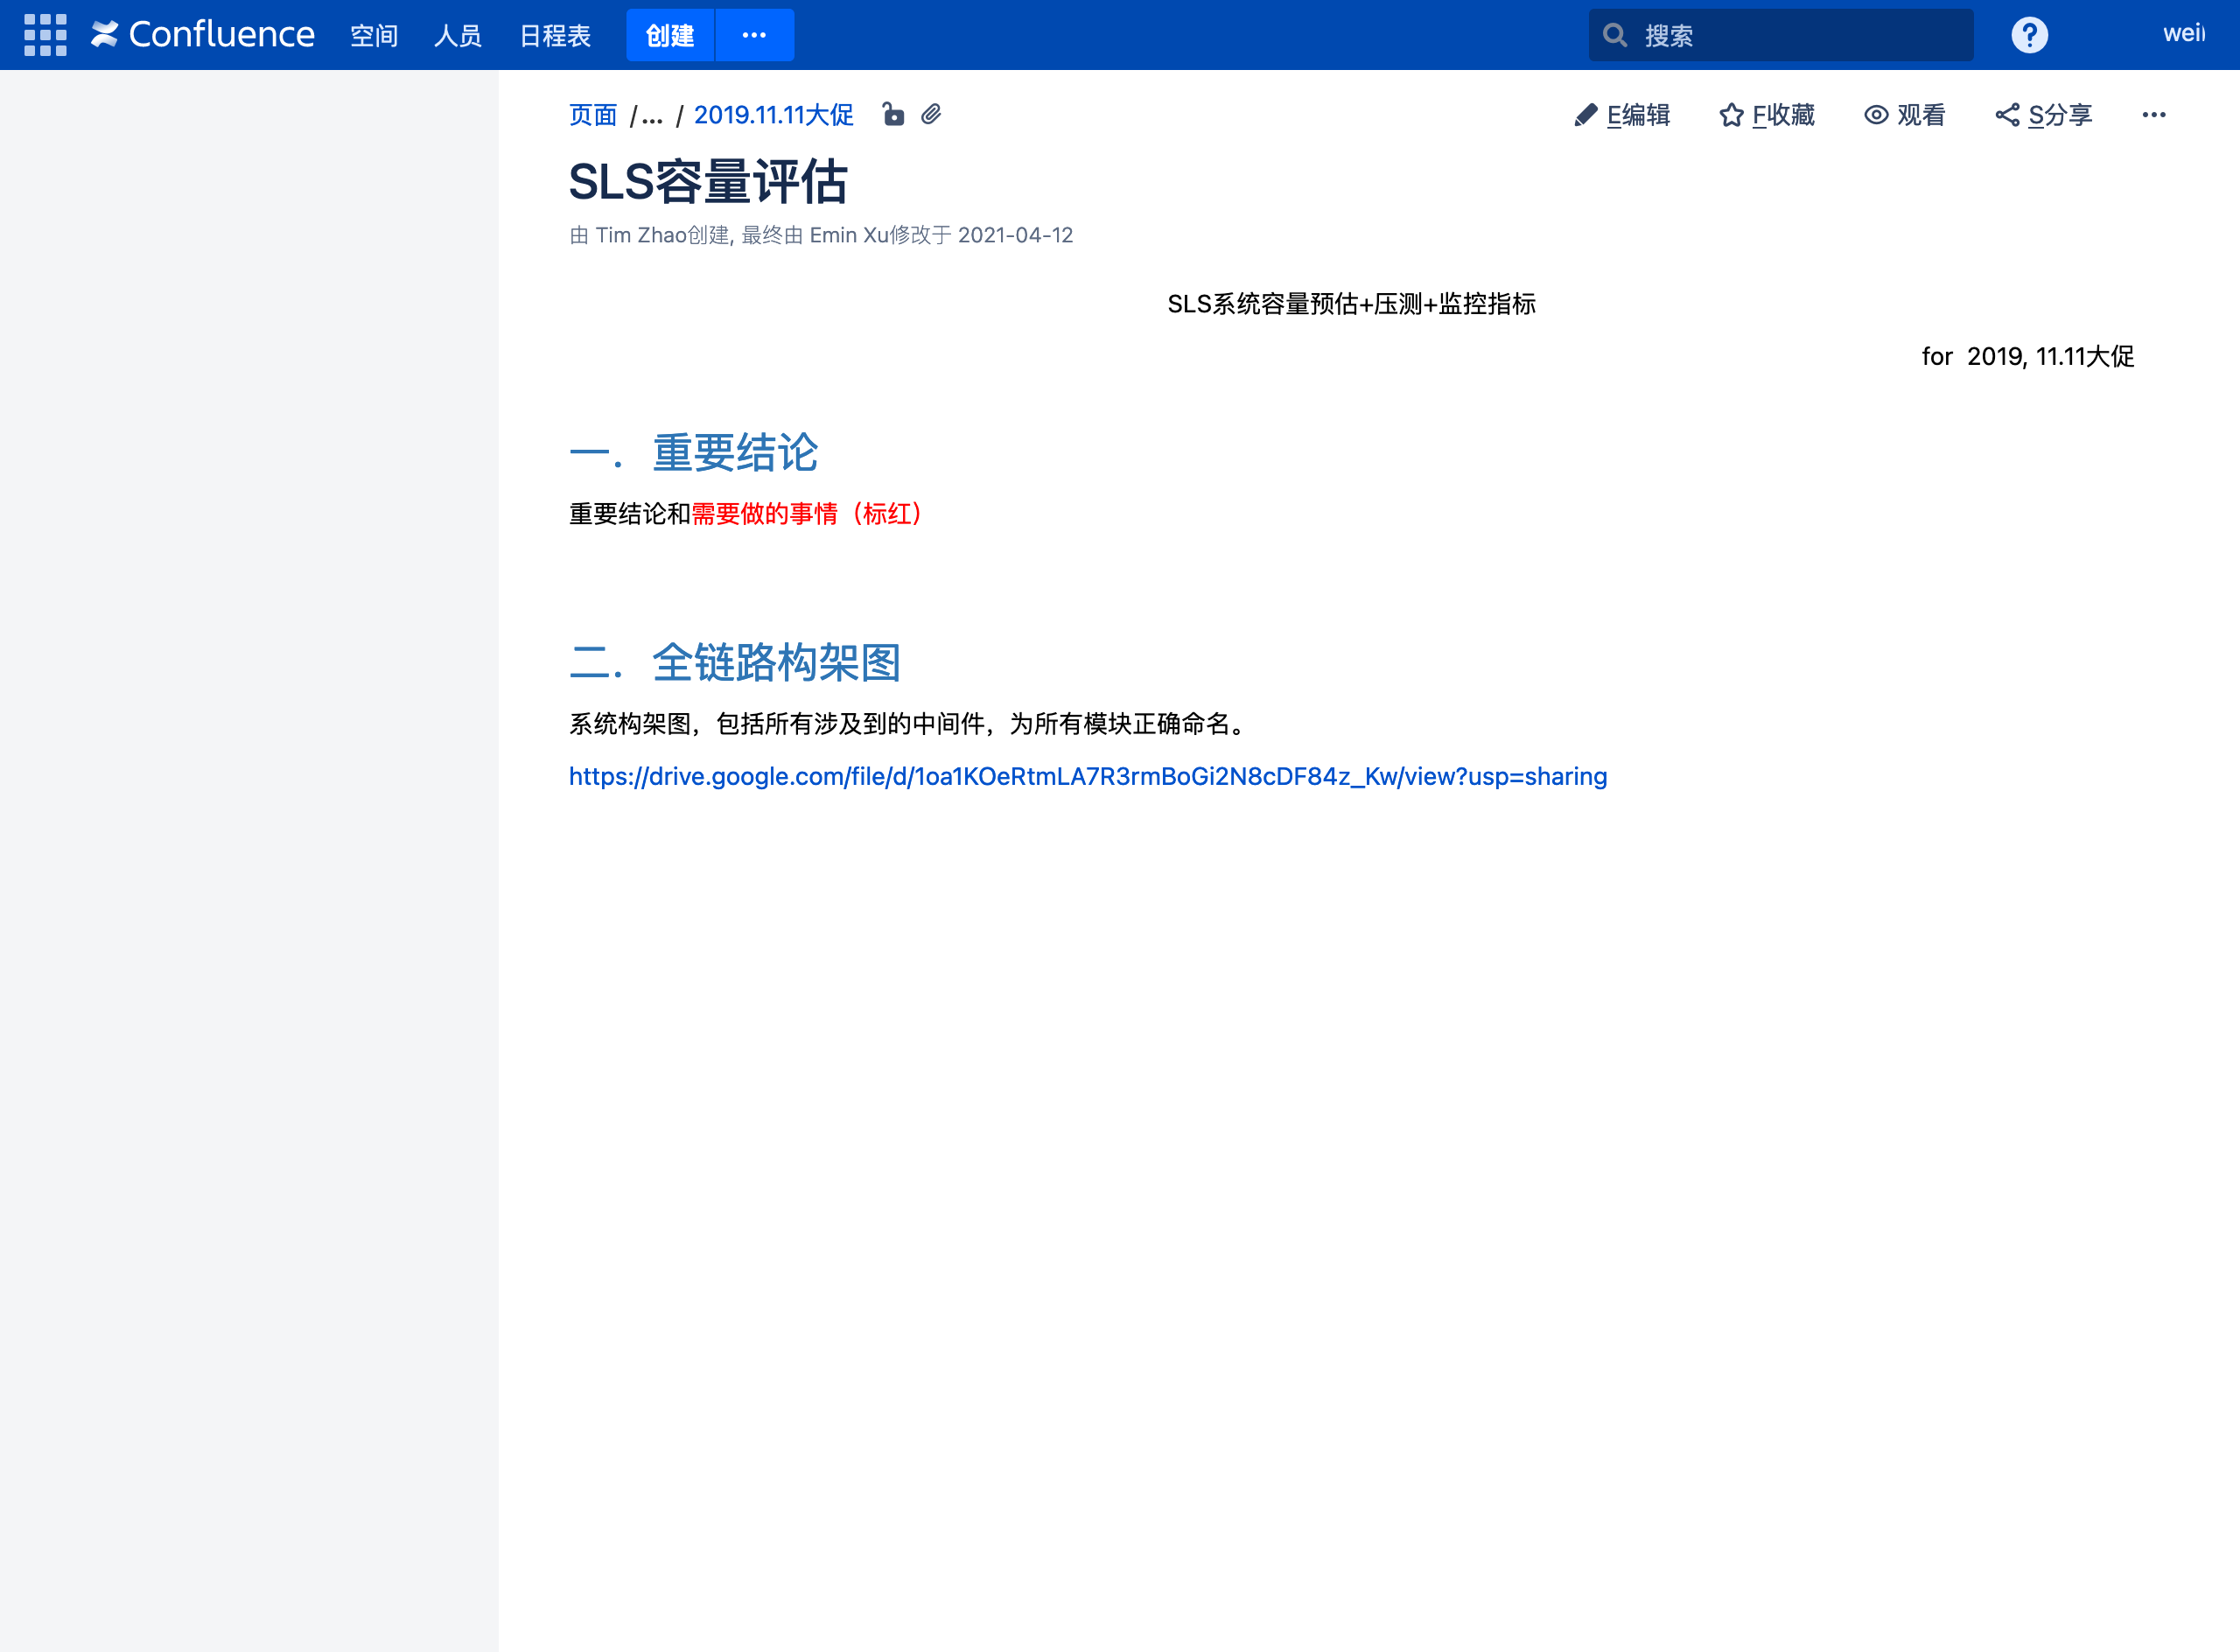 Confluence 空间 人员 日程表 创建 ••• 搜索 ?
页面 /... / 2019.11.11大促 E编辑 F收藏 观看 S分享 •••
SLS容量评估
由 Tim Zhao创建, 最终由 Emin Xu修改于 2021-04-12
SLS系统容量预估+压测+监控指标
for 2019, 11.11大促
一. 重要结论
重要结论和需要做的事情（标红）
二. 全链路构架图
系统构架图，包括所有涉及到的中间件，为所有模块正确命名。
https://drive.google.com/file/d/1oa1KOeRtmLA7R3rmBoGi2N8cDF84z_Kw/view?usp=sharing